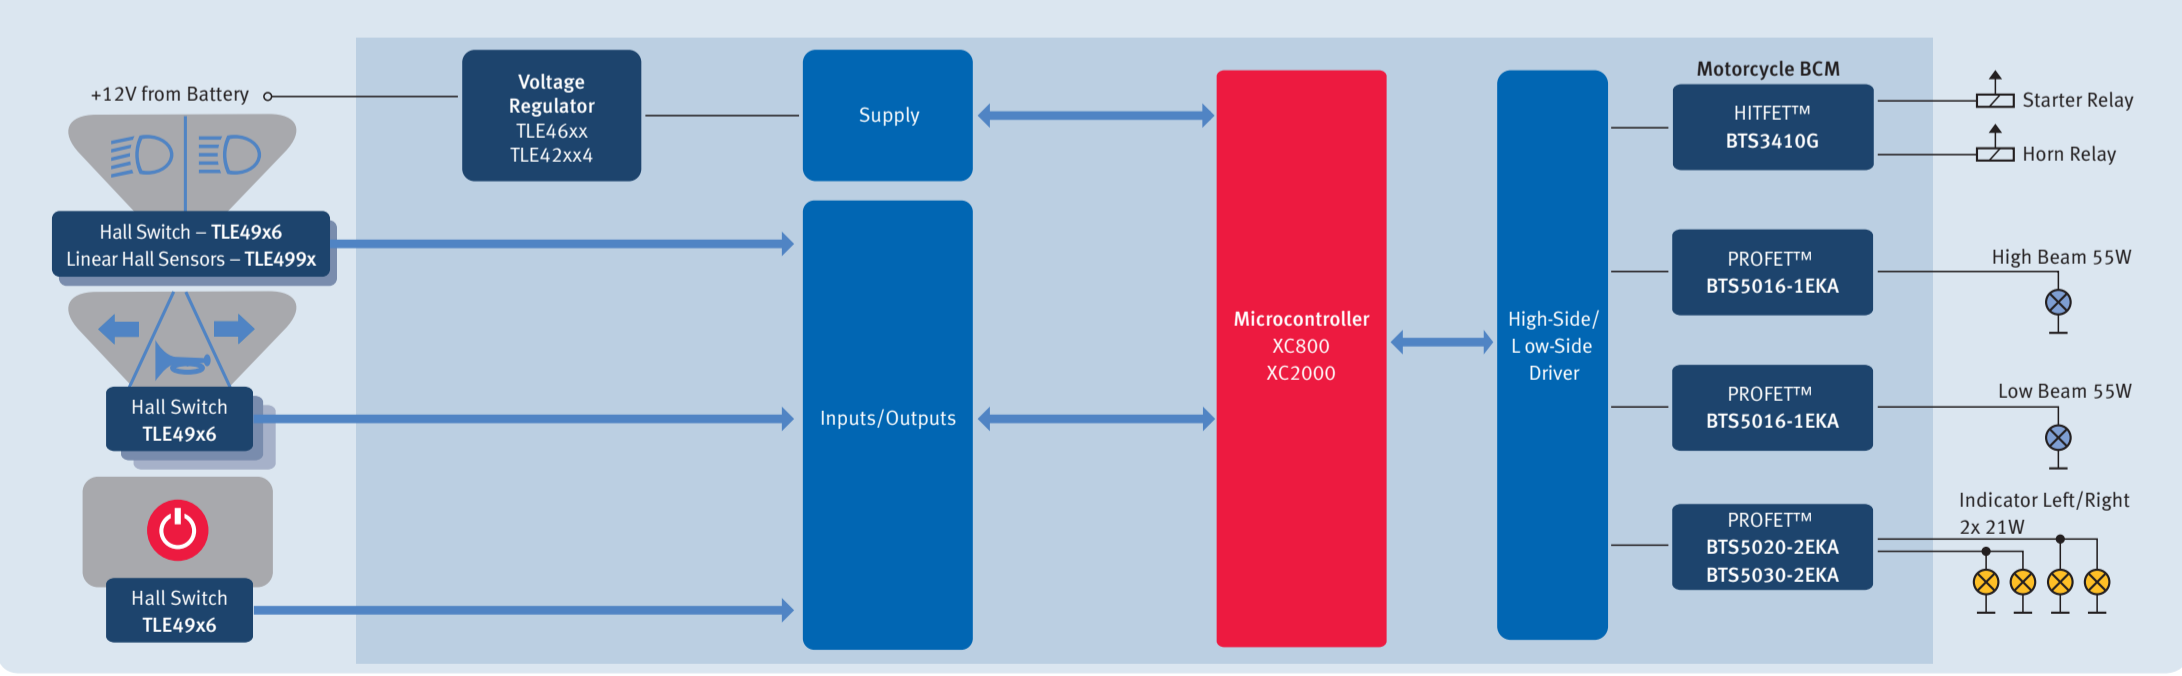 +12V from Battery
Hall Switch – TLE49x6
Linear Hall Sensors – TLE499x
Hall Switch
TLE49x6
Hall Switch
TLE49x6
Voltage
Regulator
TLE46xx
TLE42xx4
Supply
Inputs/Outputs
Microcontroller
XC800
XC2000
High-Side/
L ow-Side
Driver
Motorcycle BCM
HITFET™
BTS3410G
PROFET™
BTS5016-1EKA
PROFET™
BTS5016-1EKA
PROFET™
BTS5020-2EKA
BTS5030-2EKA
Starter Relay
Horn Relay
High Beam 55W
Low Beam 55W
Indicator Left/Right
2x 21W